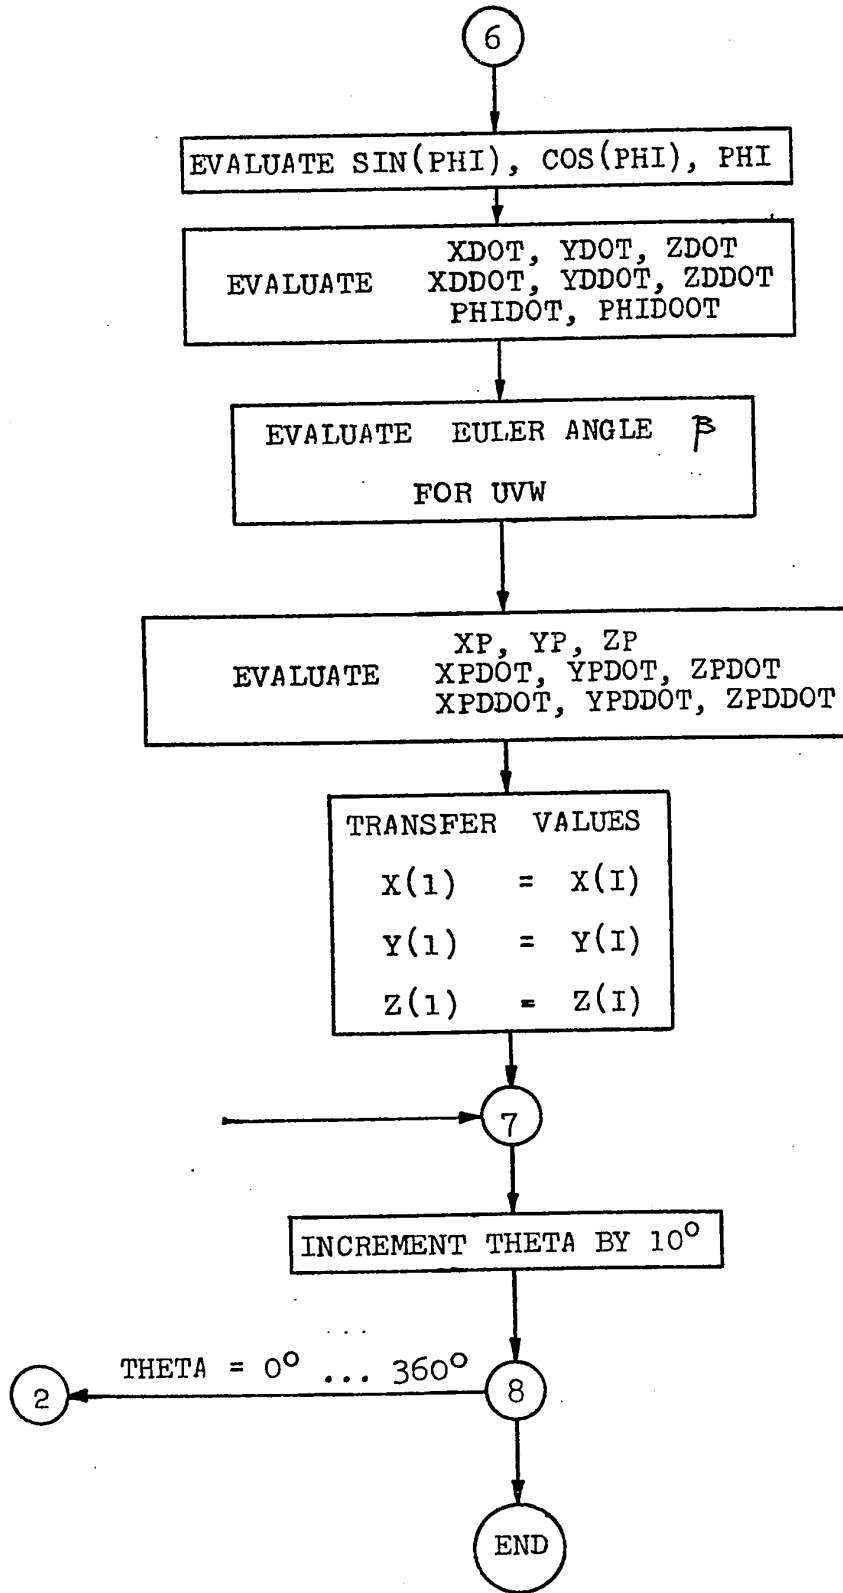 6
EVALUATE SIN(PHI), COS(PHI), PHI
XDOT, YDOT, ZDOT
EVALUATE XDDOT, YDDOT, ZDDOT
PHIDOT, PHIDOOT
EVALUATE EULER ANGLE β
FOR UVW
XP, YP, ZP
EVALUATE XPDOT, YPDOT, ZPDOT
XPDDOT, YPDDOT, ZPDDOT
TRANSFER VALUES
X(1) = X(I)
Y(1) = Y(I)
Z(1) = Z(I)
7
INCREMENT THETA BY 10°
THETA = 0° ... 360°
2
8
END